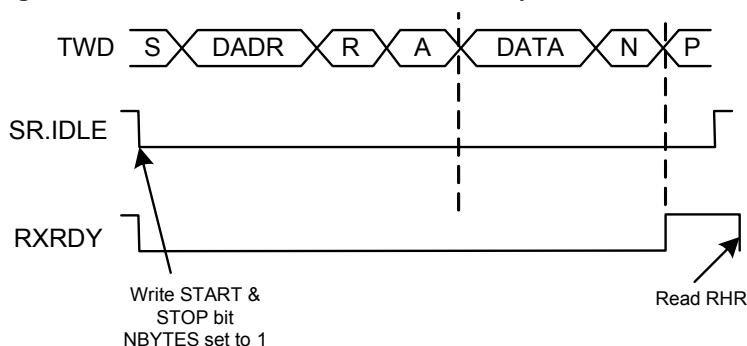 TWD S DADR R A DATA N P
SR.IDLE
RXRDY
Write START &
STOP bit
NBYTES set to 1
Read RHR